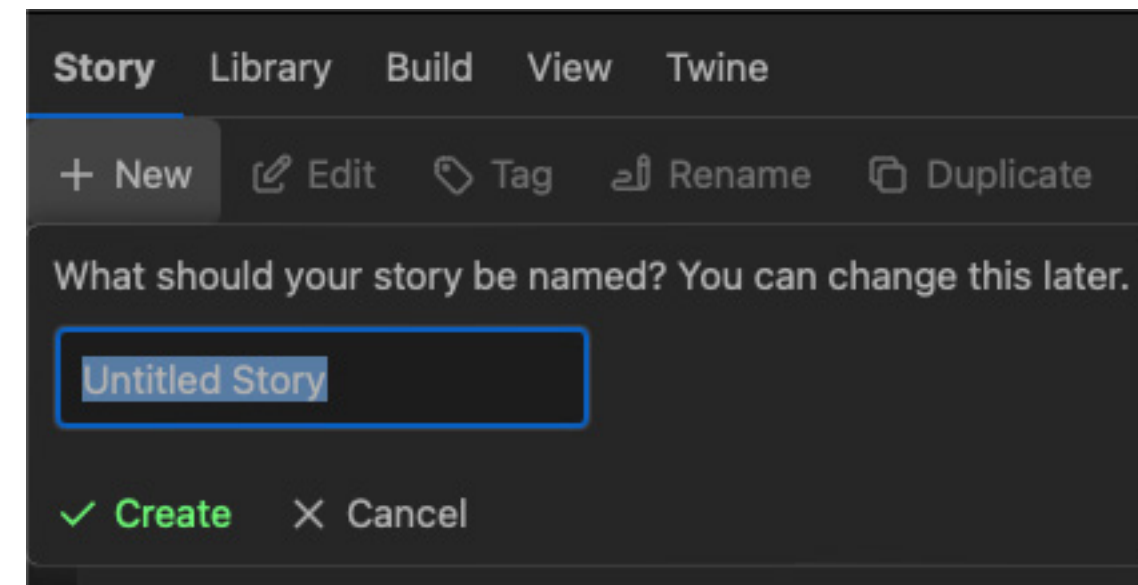 Story Library Build View Twine
+ New Edit Tag Rename Duplicate
What should your story be named? You can change this later.
Untitled Story
Create Cancel